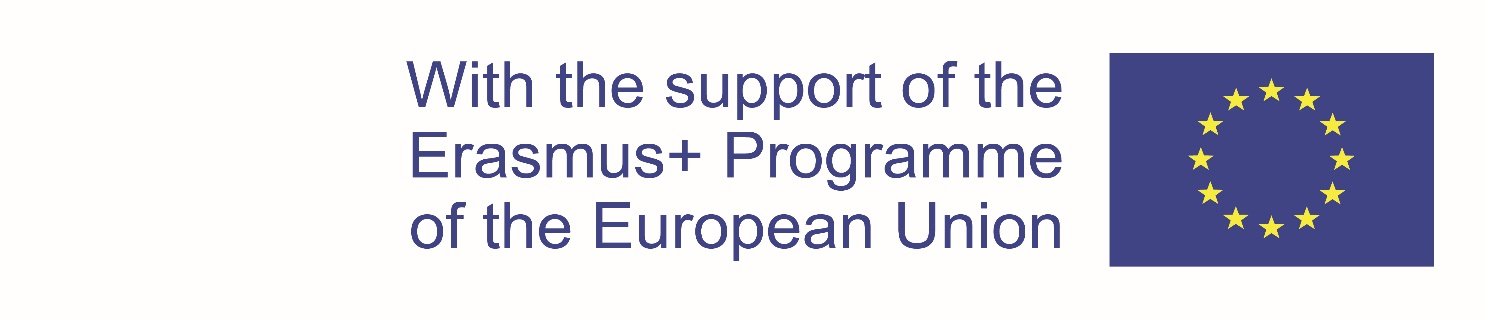 With the support of the
Erasmus+ Programme
of the European Union